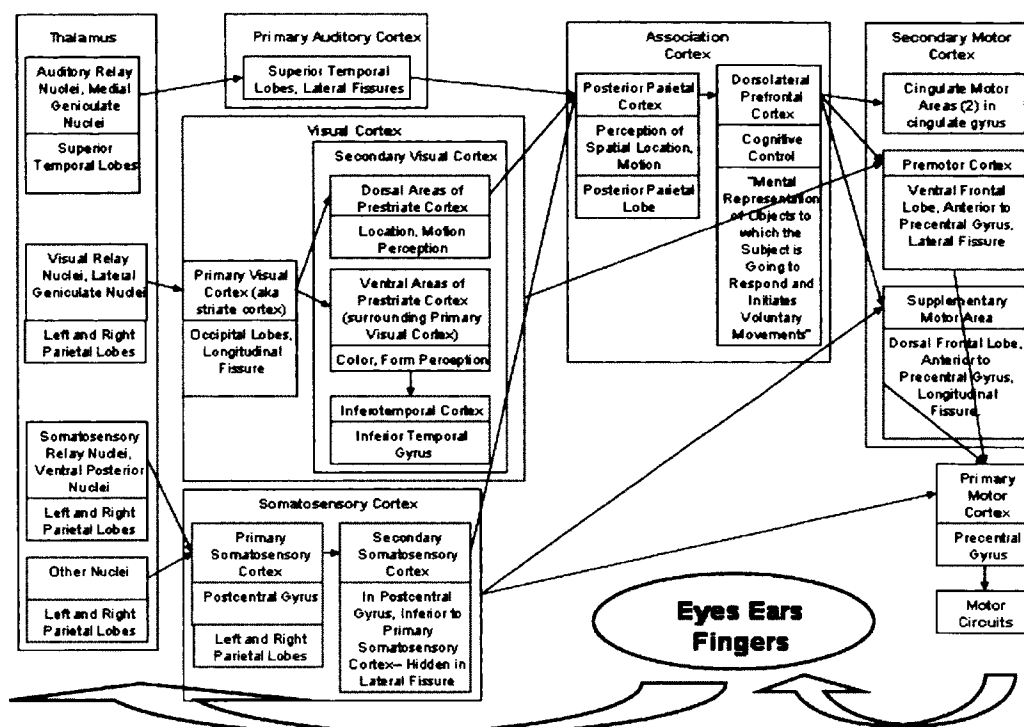 Thalamus
Auditory Relay
Nuclei, Medial
Geniculate
Nuclei
Superior
Temporal Lobes
Visual Relay
Nuclei, Lateral
Geniculate Nuclei
Left and Right
Parietal Lobes
Somatosensory
Relay Nuclei,
Ventral Posterior
Nuclei
Left and Right
Parietal Lobes
Other Nuclei
Left and Right
Parietal Lobes
Primary Auditory Cortex
Superior Temporal
Lobes, Lateral Fissures
Visual Cortex
Primary Visual
Cortex (aka
striate cortex)
Occipital Lobes,
Longitudinal
Fissure
Secondary Visual Cortex
Dorsal Areas of
Prestriate Cortex
Location, Motion
Perception
Ventral Areas of
Prestriate Cortex
(surrounding Primary
Visual Cortex)
Color, Form Perception
Inferotemporal Cortex
Inferior Temporal
Gyrus
Somatosensory Cortex
Primary
Somatosensory
Cortex
Postcentral Gyrus
Left and Right
Parietal Lobes
Secondary
Somatosensory
Cortex
In Postcentral
Gyrus, Inferior to
Primary
Somatosensory
Cortex-- Hidden in
Lateral Fissure
Association
Cortex
Posterior Parietal
Cortex
Perception of
Spatial Location,
Motion
Posterior Parietal
Lobe
Dorsolateral
Prefrontal
Cortex
Cognitive
Control
"Mental
Representation
of Objects to
which the
Subject is
Going to
Respond and
Initiates
Voluntary
Movements"
Secondary Motor
Cortex
Cingulate Motor
Areas (2) in
cingulate gyrus
Premotor Cortex
Ventral Frontal
Lobe, Anterior to
Precentral Gyrus,
Lateral Fissure
Supplementary
Motor Area
Dorsal Frontal Lobe,
Anterior to
Precentral Gyrus,
Longitudinal
Fissure
Primary
Motor
Cortex
Precentral
Gyrus
Motor
Circuits
Eyes Ears
Fingers